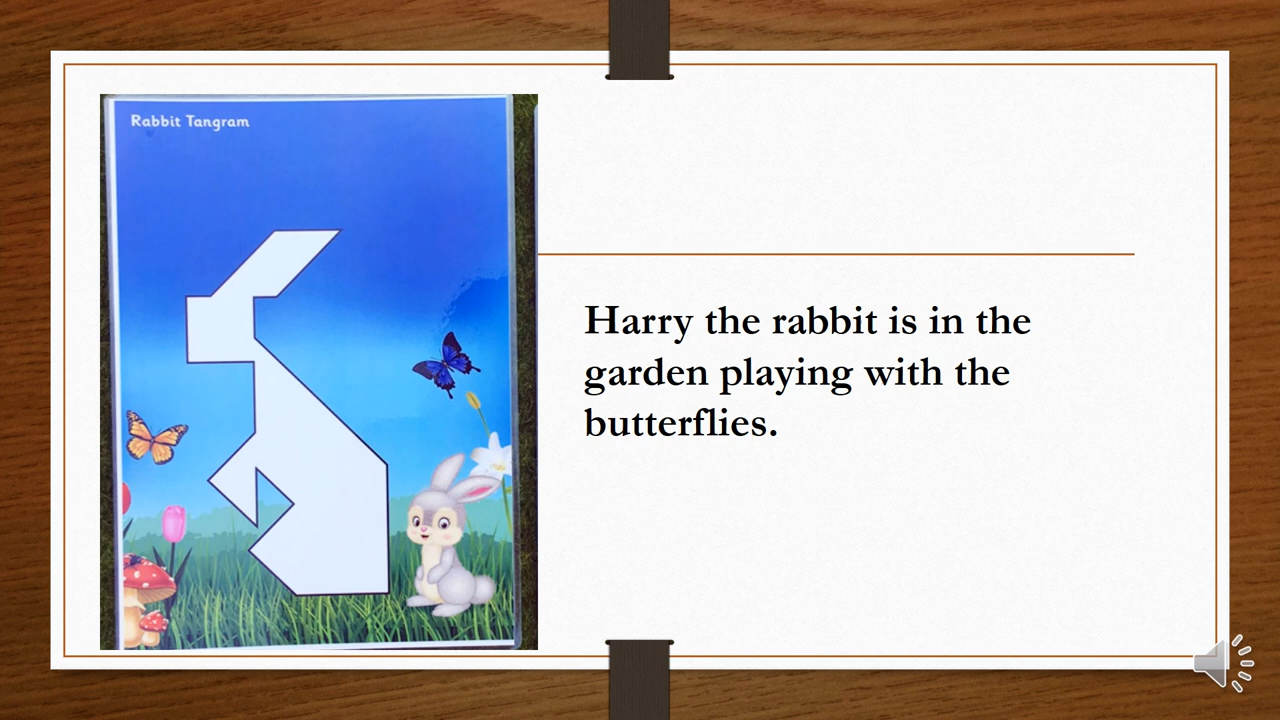 Rabbit Tangram
Harry the rabbit is in the
garden playing with the
butterflies.